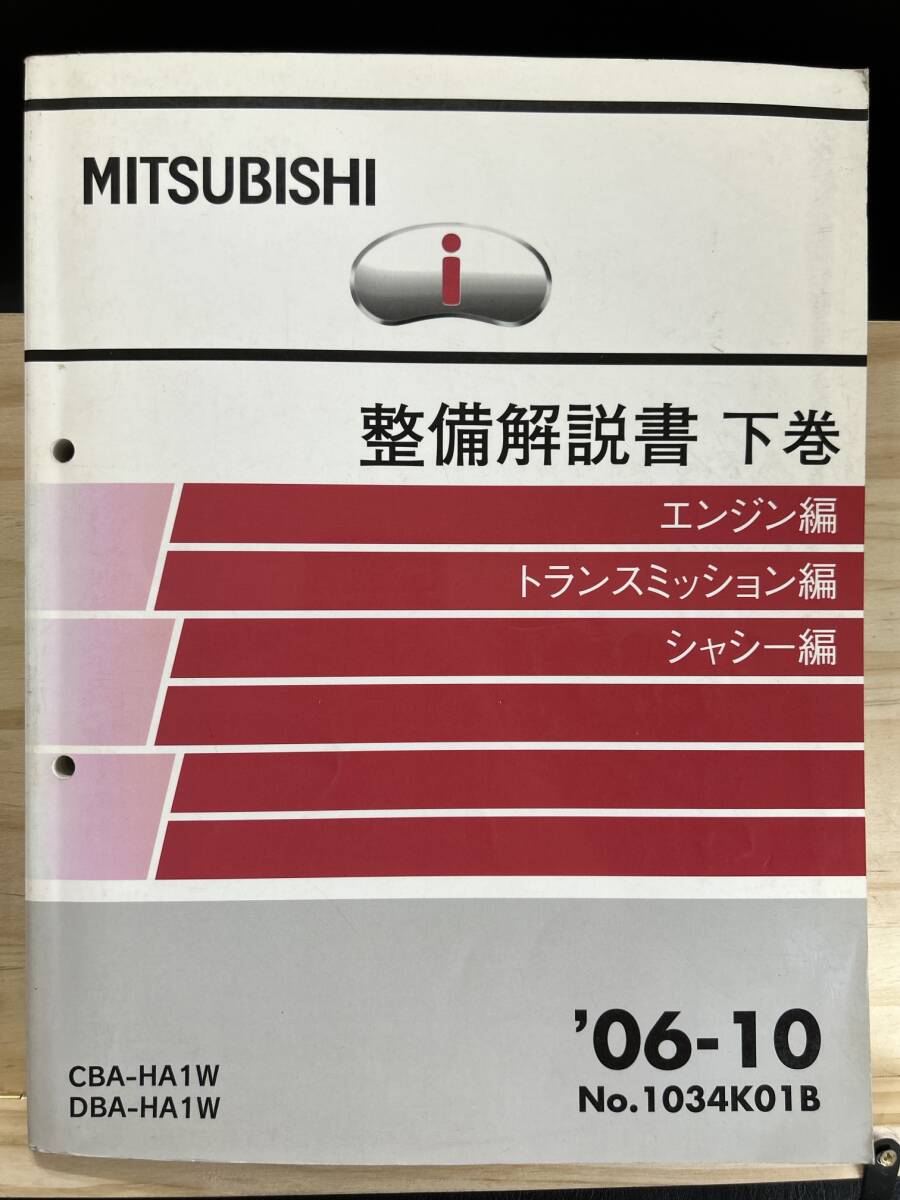 MITSUBISHI
i
整備解説書 下巻
エンジン編
トランスミッション編
シャシー編
'06-10
No.1034K01B
CBA-HA1W
DBA-HA1W